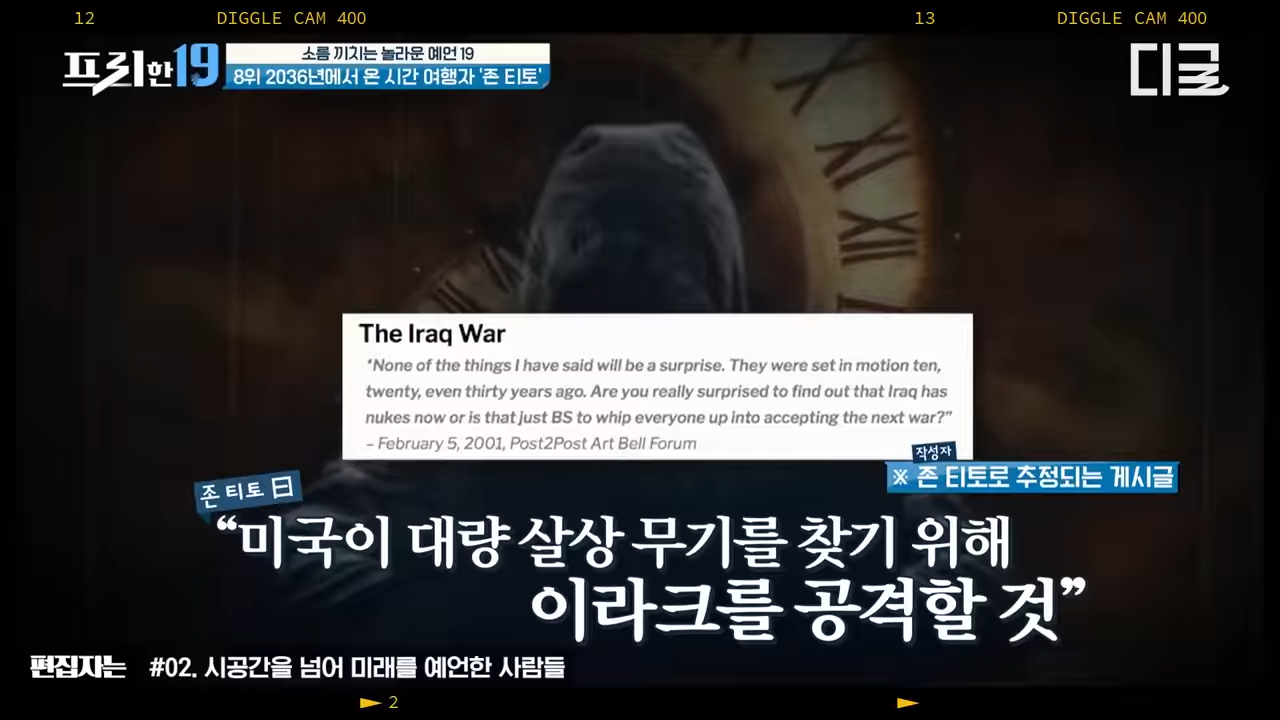 12 DIGGLE CAM 400 13 DIGGLE CAM 400
프리한19
소름 끼치는 놀라운 예언 19
8위 2036년에서 온 시간 여행자 '존 티토'
디글
The Iraq War
"None of the things I have said will be a surprise. They were set in motion ten,
twenty, even thirty years ago. Are you really surprised to find out that Iraq has
nukes now or is that just BS to whip everyone up into accepting the next war?"
– February 5, 2001, Post2Post Art Bell Forum
작성자
※ 존 티토로 추정되는 게시글
존 티토 曰
“미국이 대량 살상 무기를 찾기 위해
이라크를 공격할 것”
편집자는 #02. 시공간을 넘어 미래를 예언한 사람들
2